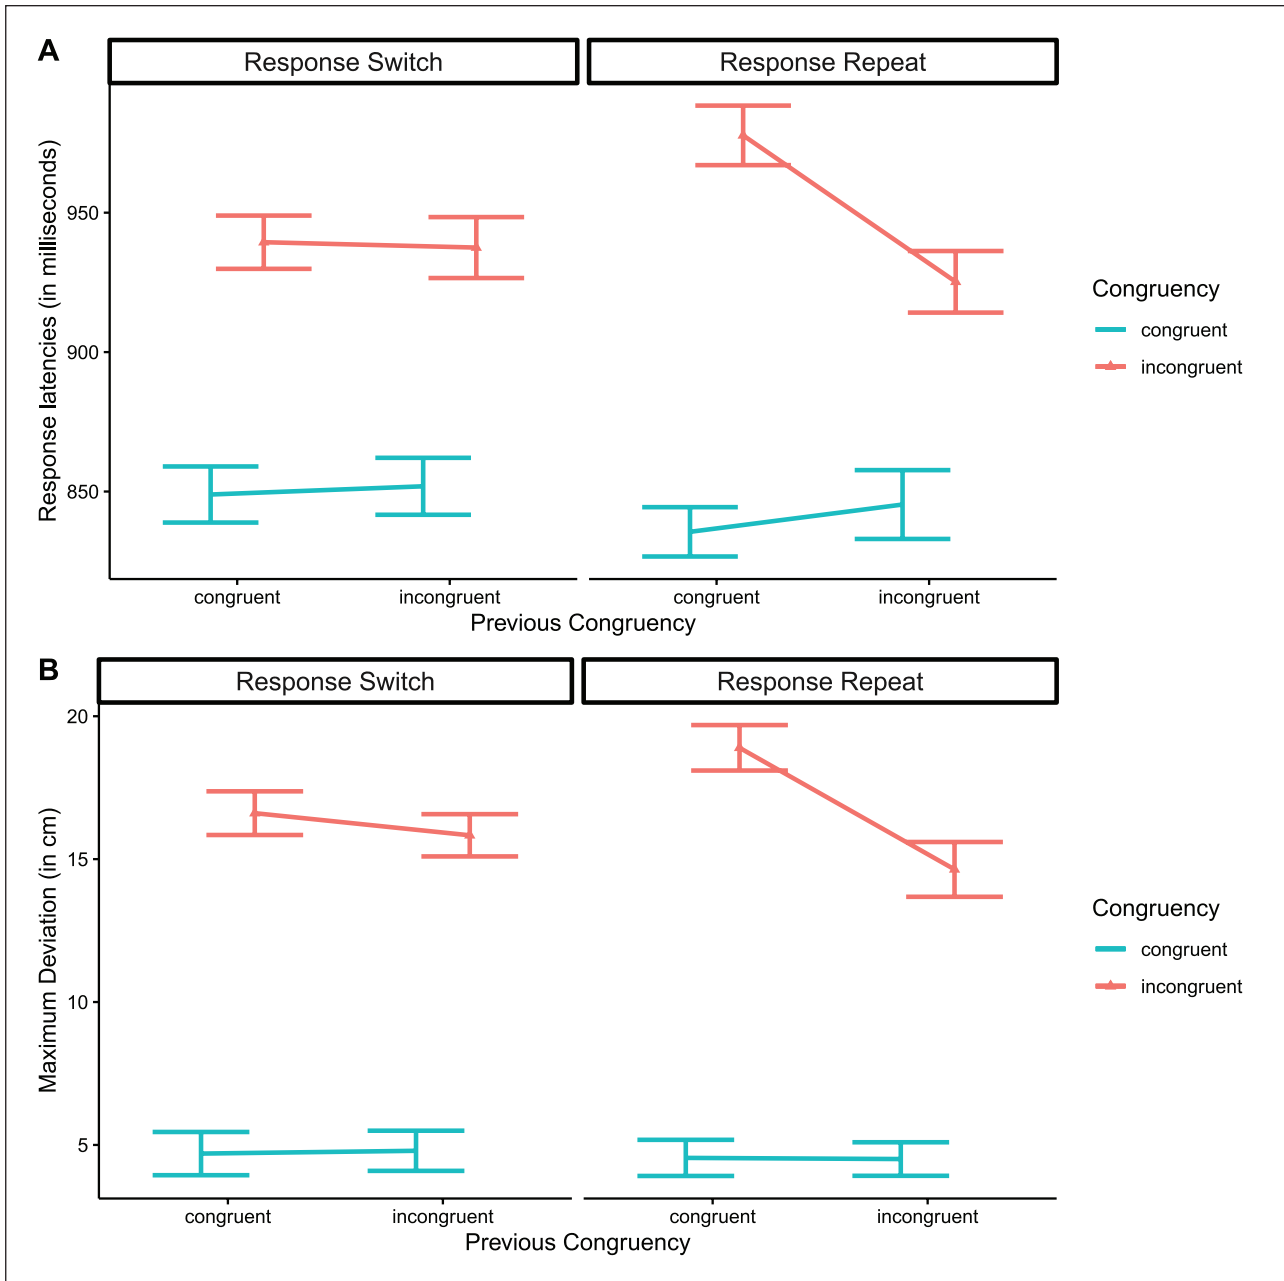 A
Response Switch
Response Repeat
Response latencies (in milliseconds)
950
900
850
congruent
incongruent
congruent
incongruent
Previous Congruency
Congruency
congruent
incongruent
B
Response Switch
Response Repeat
Maximum Deviation (in cm)
20
15
10
5
congruent
incongruent
congruent
incongruent
Previous Congruency
Congruency
congruent
incongruent